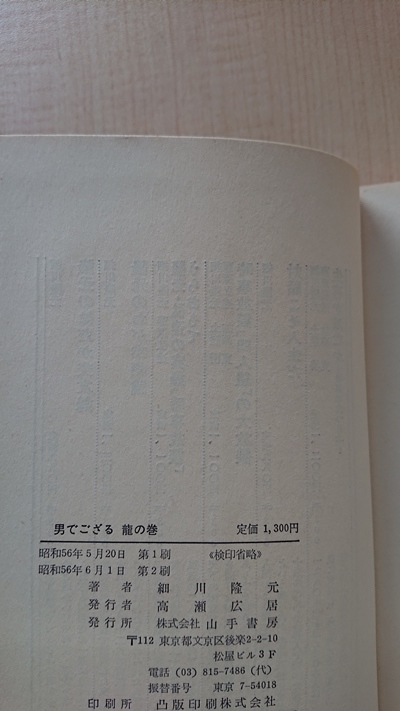 男でござる 龍の巻 定価 1,300円
昭和56年5月20日 第1刷 《検印省略》
昭和56年6月1日 第2刷
著者 細川隆元
発行者 高瀬広居
発行所 株式会社 山手書房
〒112 東京都文京区後楽2-2-10
松屋ビル3F
電話 (03) 815-7486 (代)
振替番号 東京 7-54018
印刷所 凸版印刷株式会社